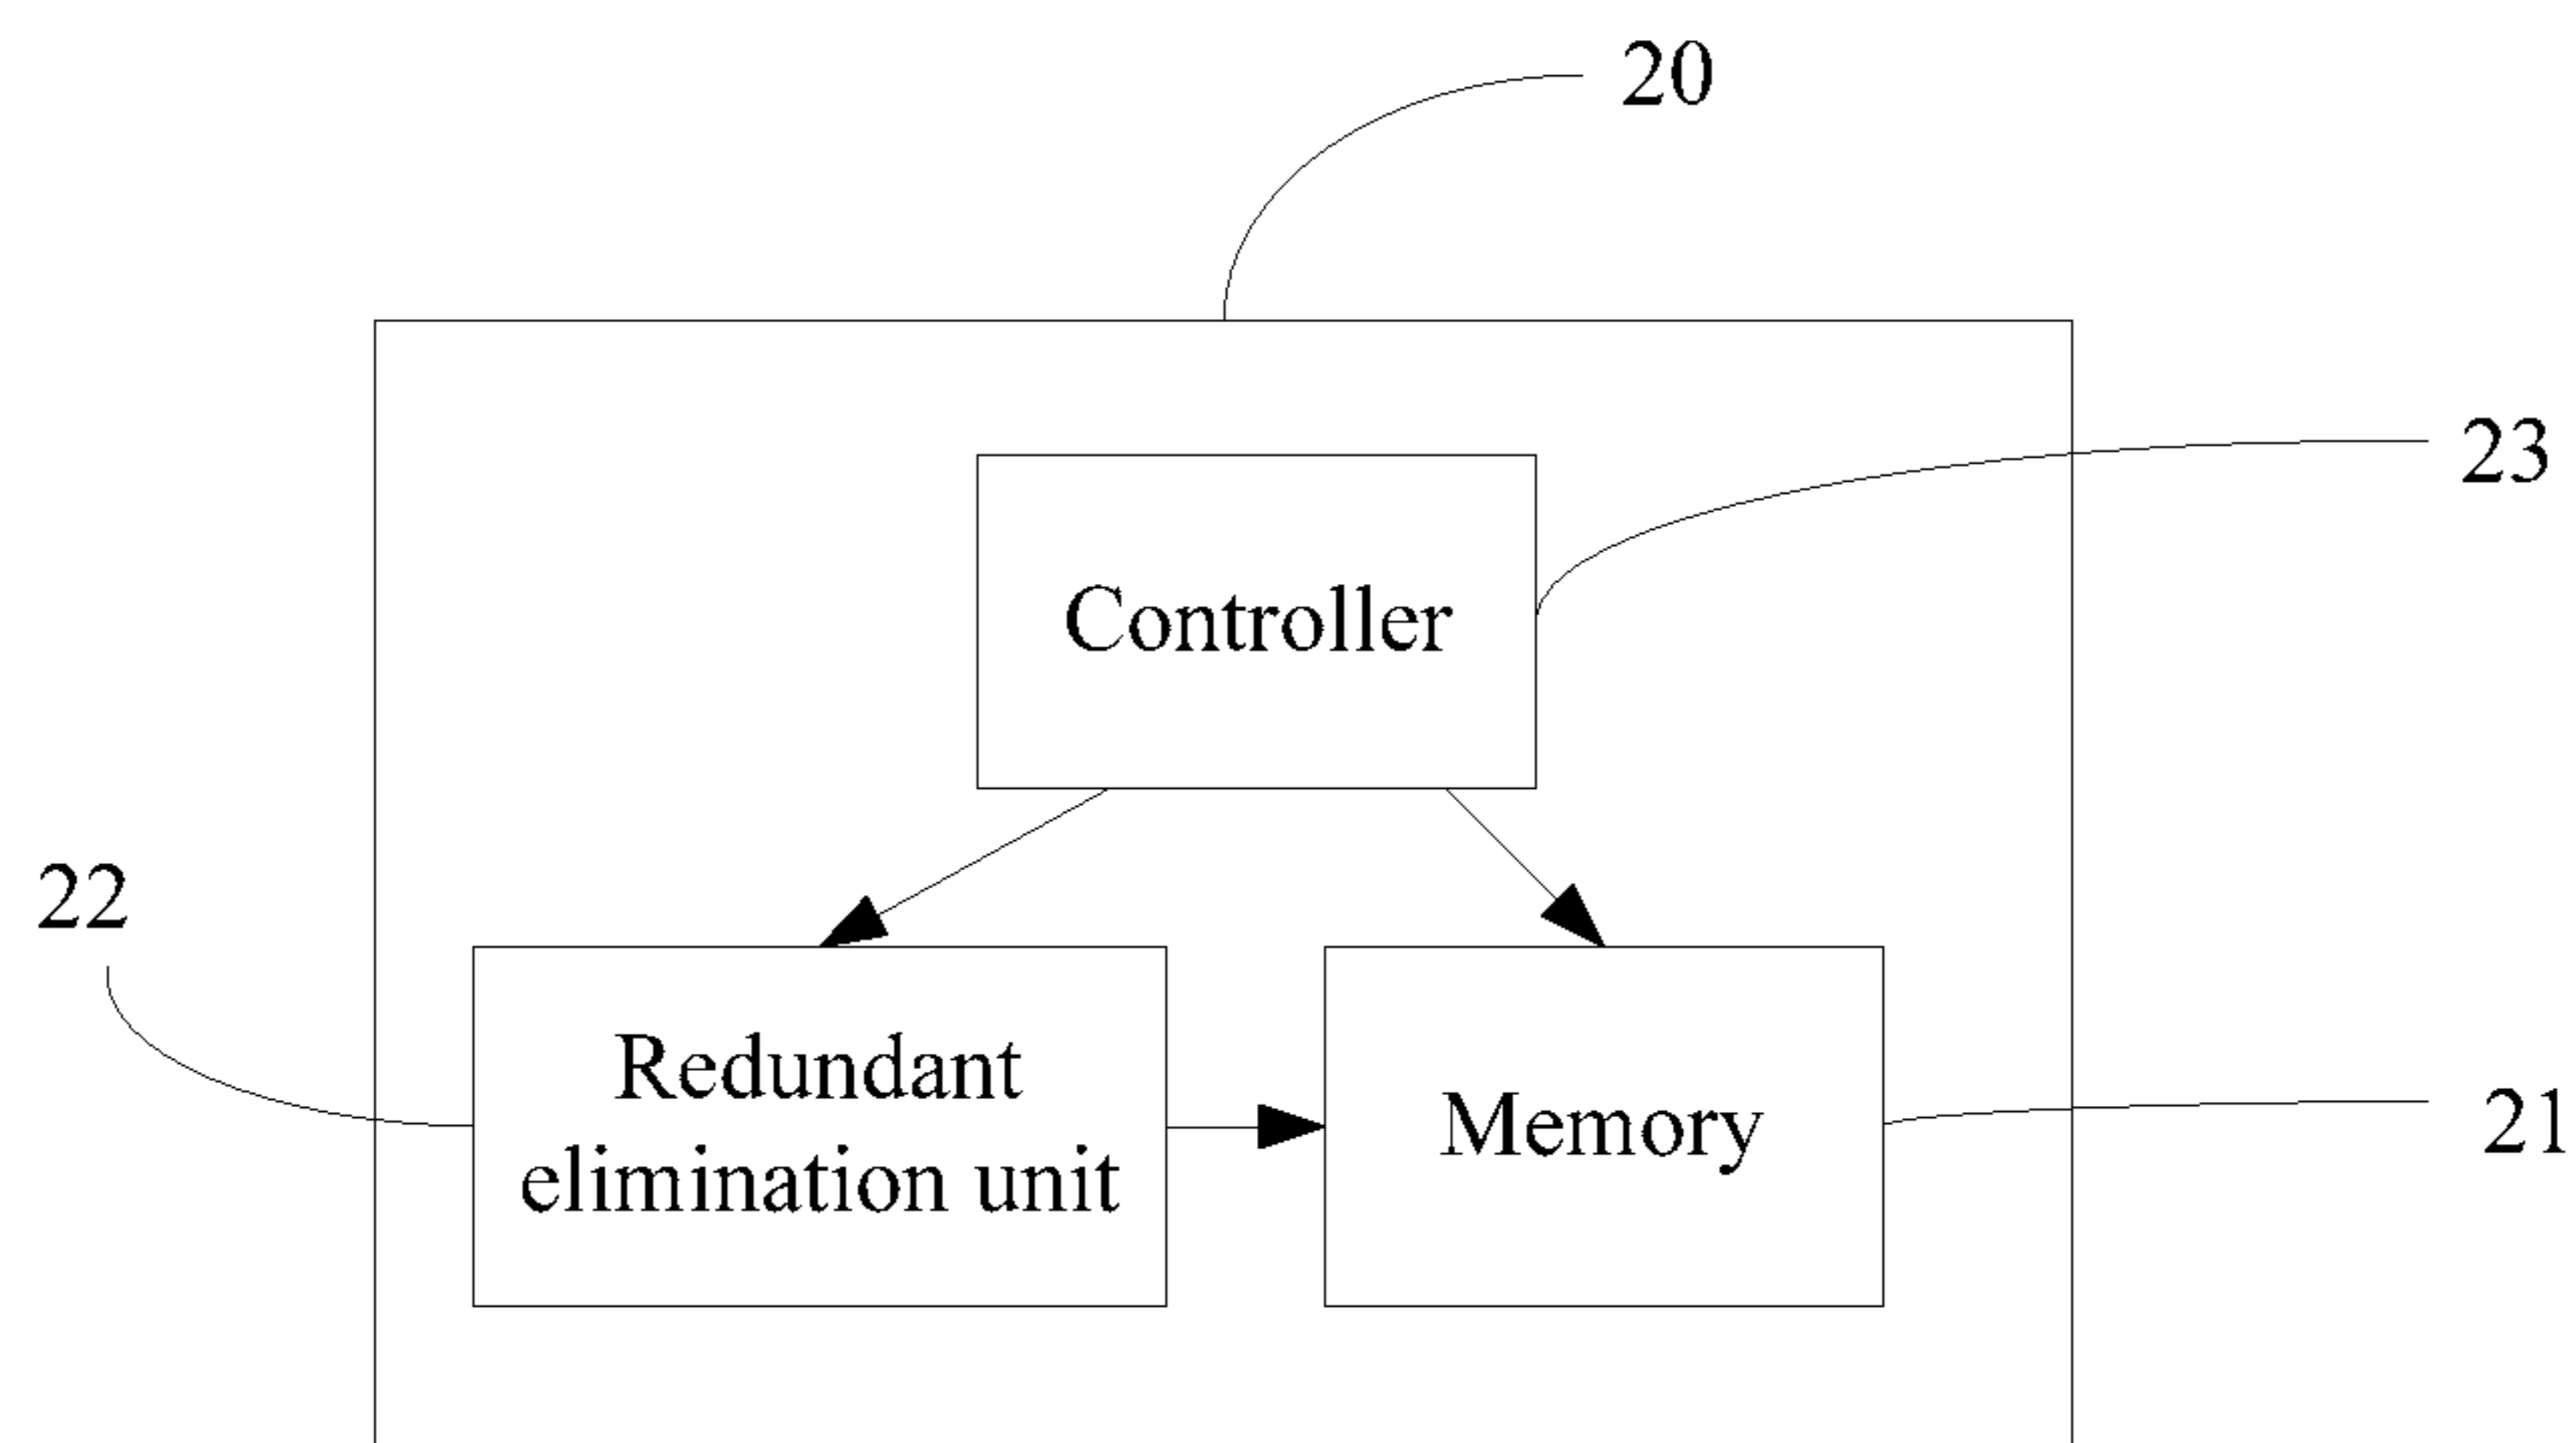 20
23
Controller
22
Redundant
elimination unit
Memory
21